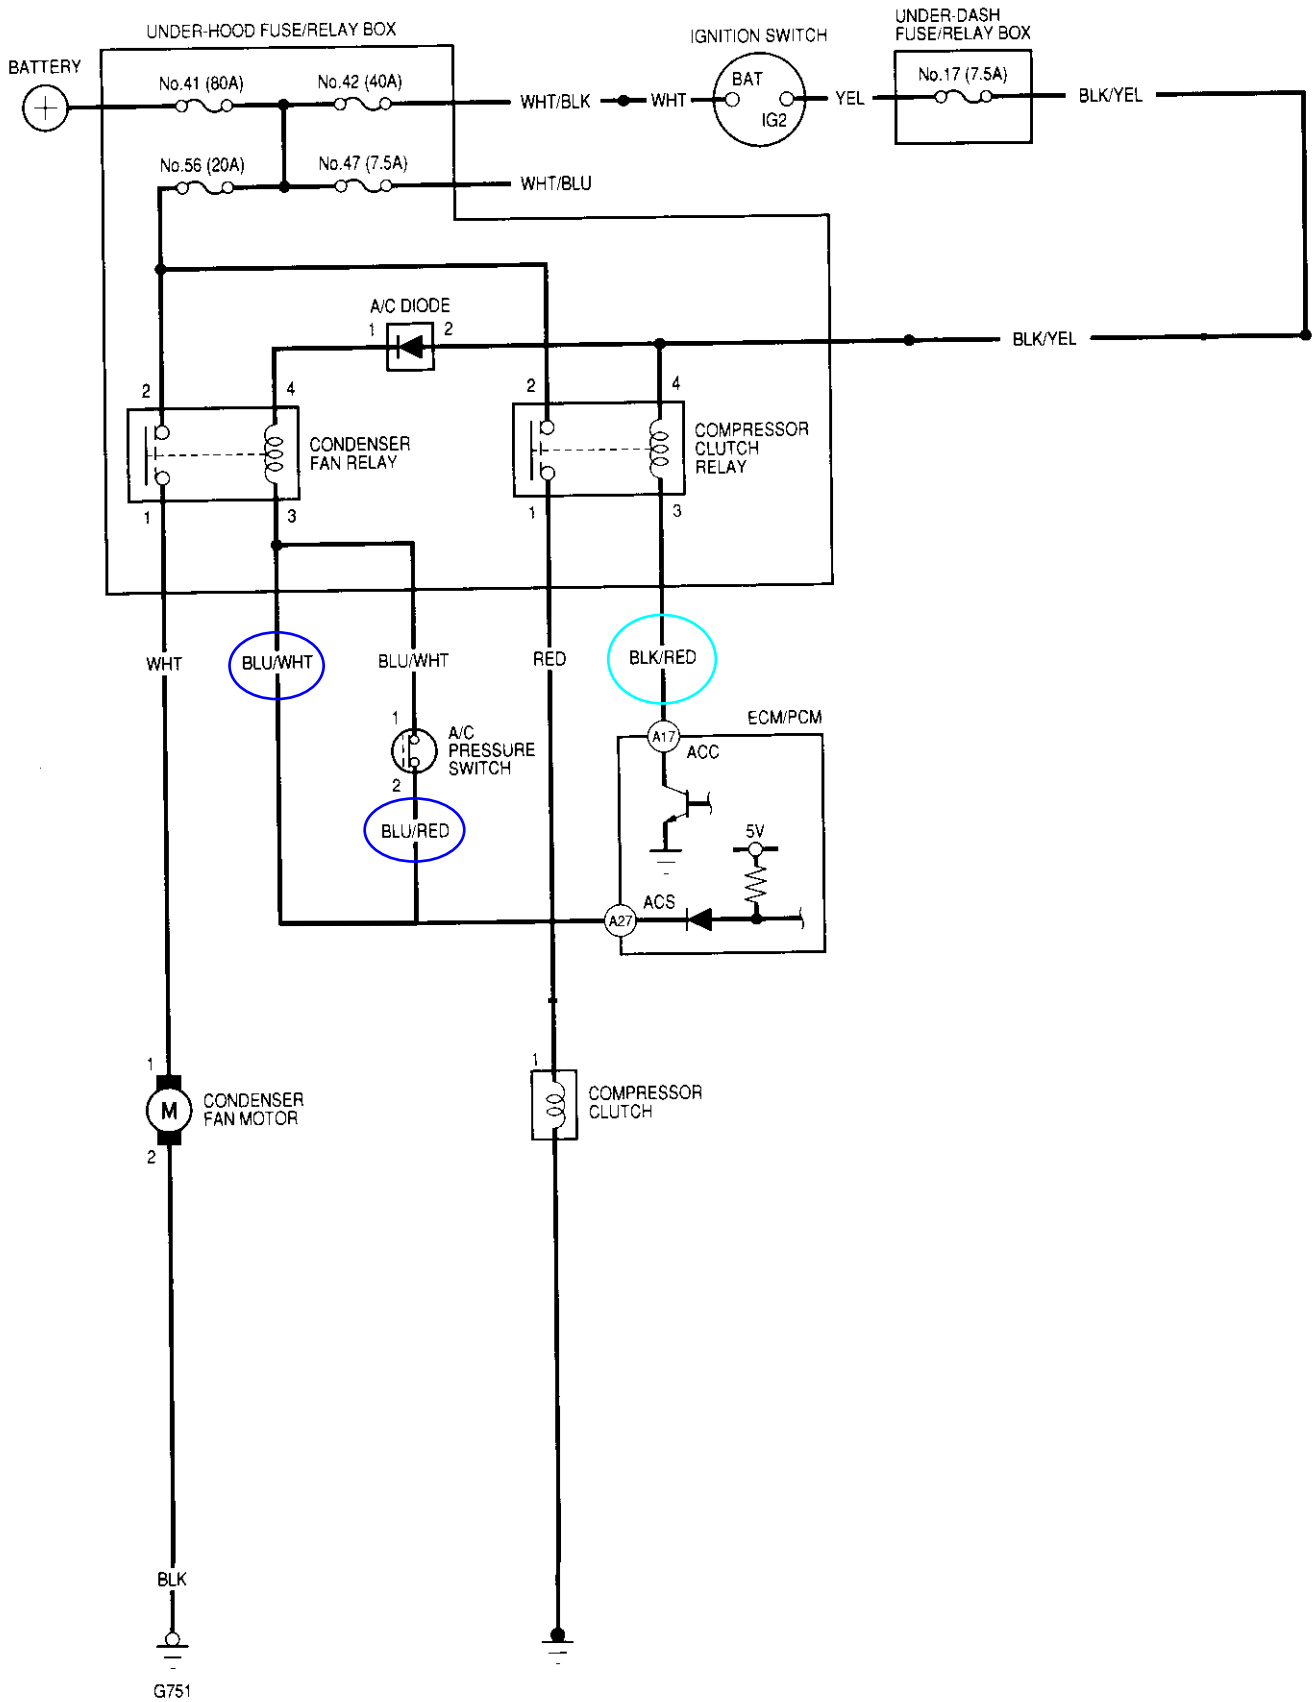 UNDER-HOOD FUSE/RELAY BOX
IGNITION SWITCH
UNDER-DASH
FUSE/RELAY BOX
BATTERY
No.41 (80A)
No.42 (40A)
WHT/BLK
WHT
BAT
IG2
YEL
No.17 (7.5A)
BLK/YEL
No.56 (20A)
No.47 (7.5A)
WHT/BLU
A/C DIODE
1
2
BLK/YEL
2
4
CONDENSER
FAN RELAY
1
3
2
4
COMPRESSOR
CLUTCH
RELAY
1
3
WHT
BLU/WHT
BLU/WHT
RED
BLK/RED
1
A/C
PRESSURE
SWITCH
2
BLU/RED
ECM/PCM
A17
ACC
5V
ACS
A27
1
M
CONDENSER
FAN MOTOR
2
1
COMPRESSOR
CLUTCH
BLK
G751